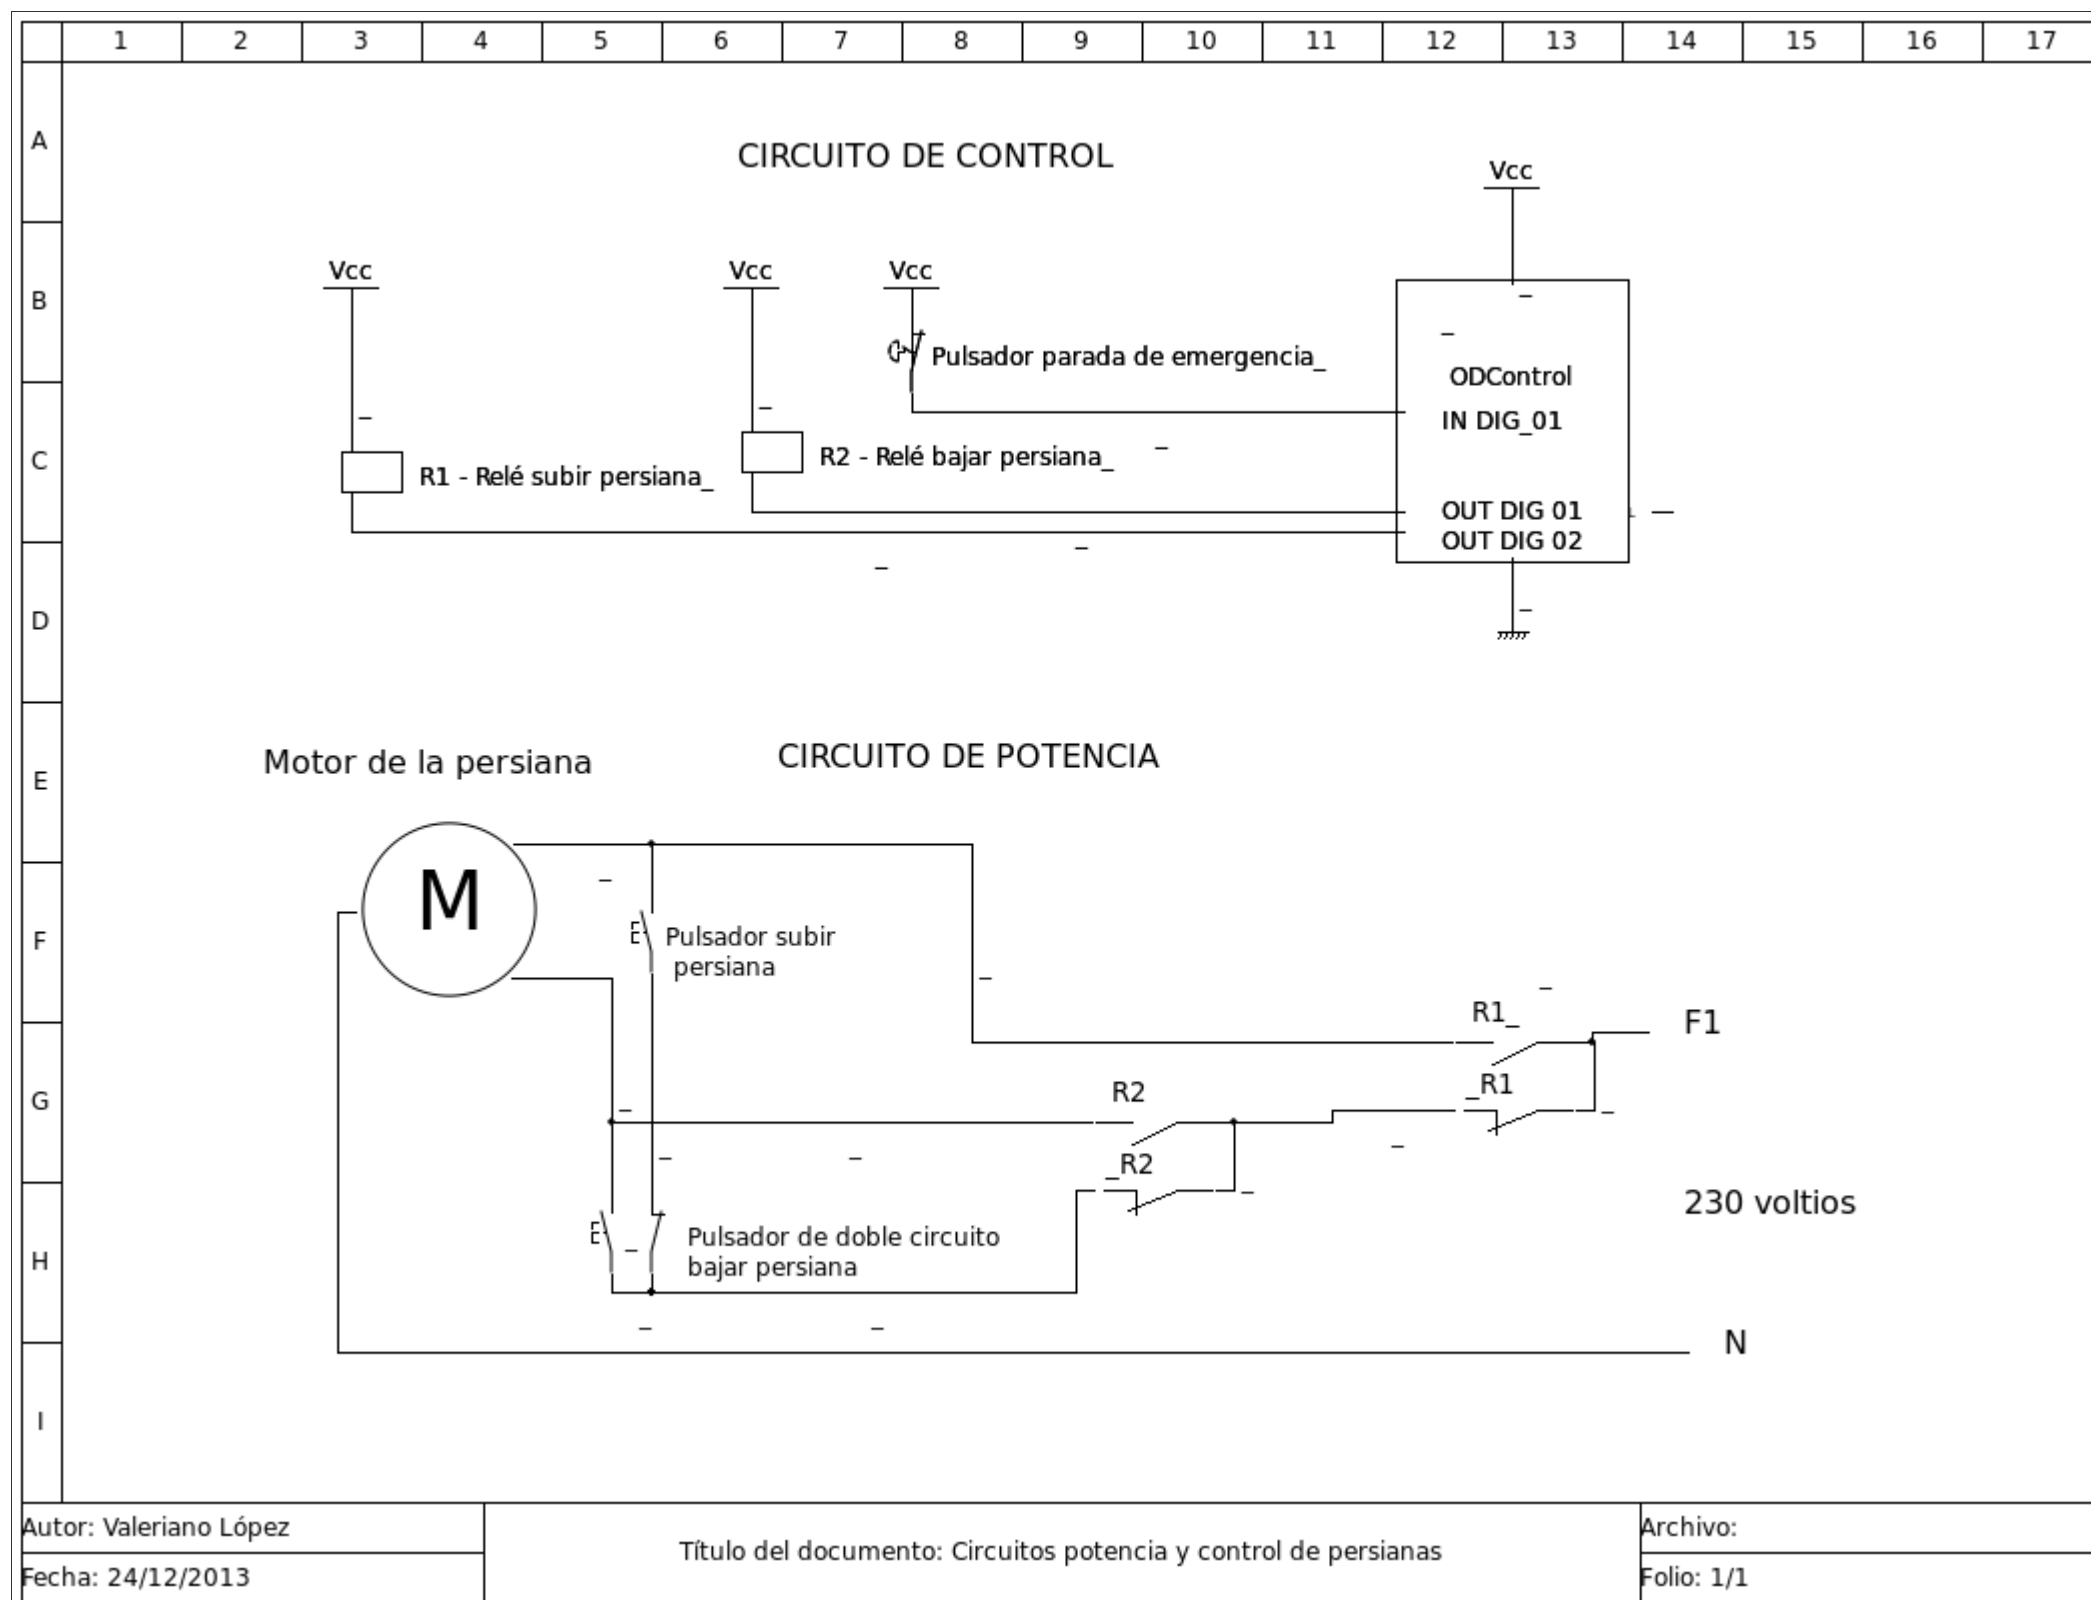 1 2 3 4 5 6 7 8 9 10 11 12 13 14 15 16 17
A
CIRCUITO DE CONTROL
Vcc
B
Vcc Vcc Vcc
Pulsador parada de emergencia_
ODControl
IN DIG_01
C
R2 - Relé bajar persiana_
R1 - Relé subir persiana_
OUT DIG 01
OUT DIG 02
D
Motor de la persiana
CIRCUITO DE POTENCIA
E
M
F
Pulsador subir
persiana
R1_
F1
G
R2
_R1
_R2
230 voltios
H
Pulsador de doble circuito
bajar persiana
N
I
Autor: Valeriano López
Fecha: 24/12/2013
Título del documento: Circuitos potencia y control de persianas
Archivo:
Folio: 1/1